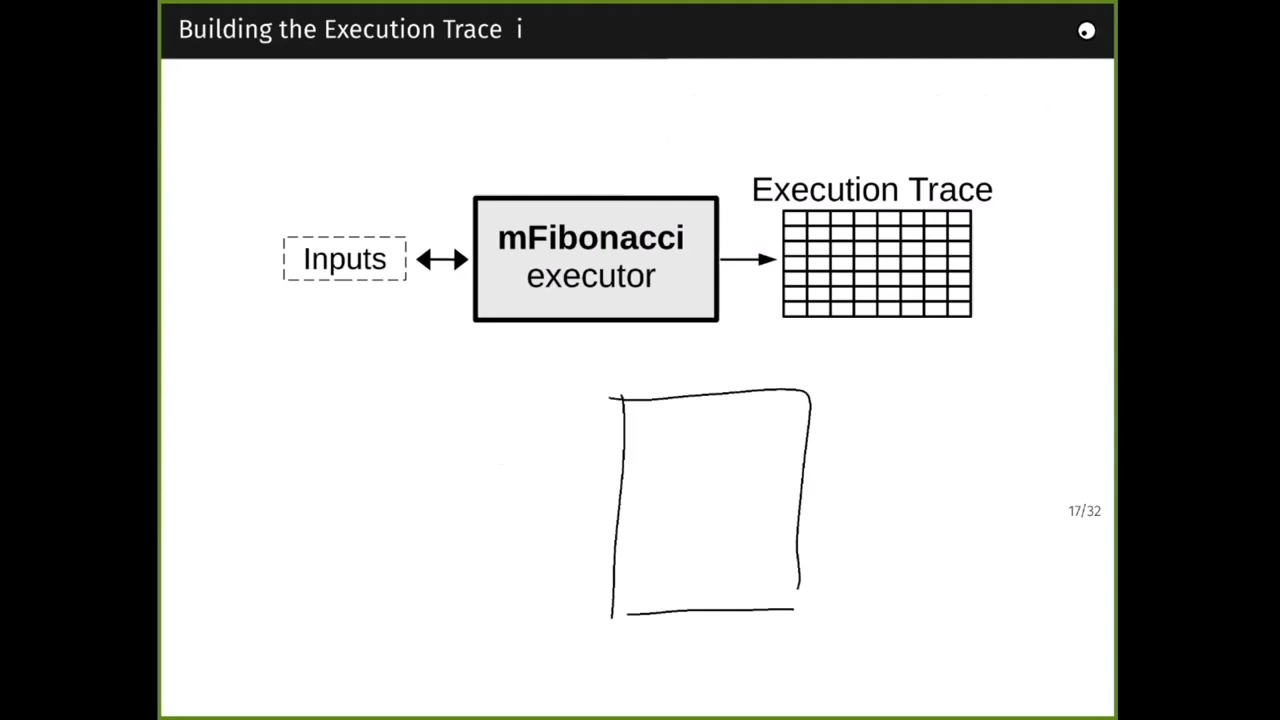 Building the Execution Trace i
Execution Trace
Inputs
mFibonacci
executor
17/32